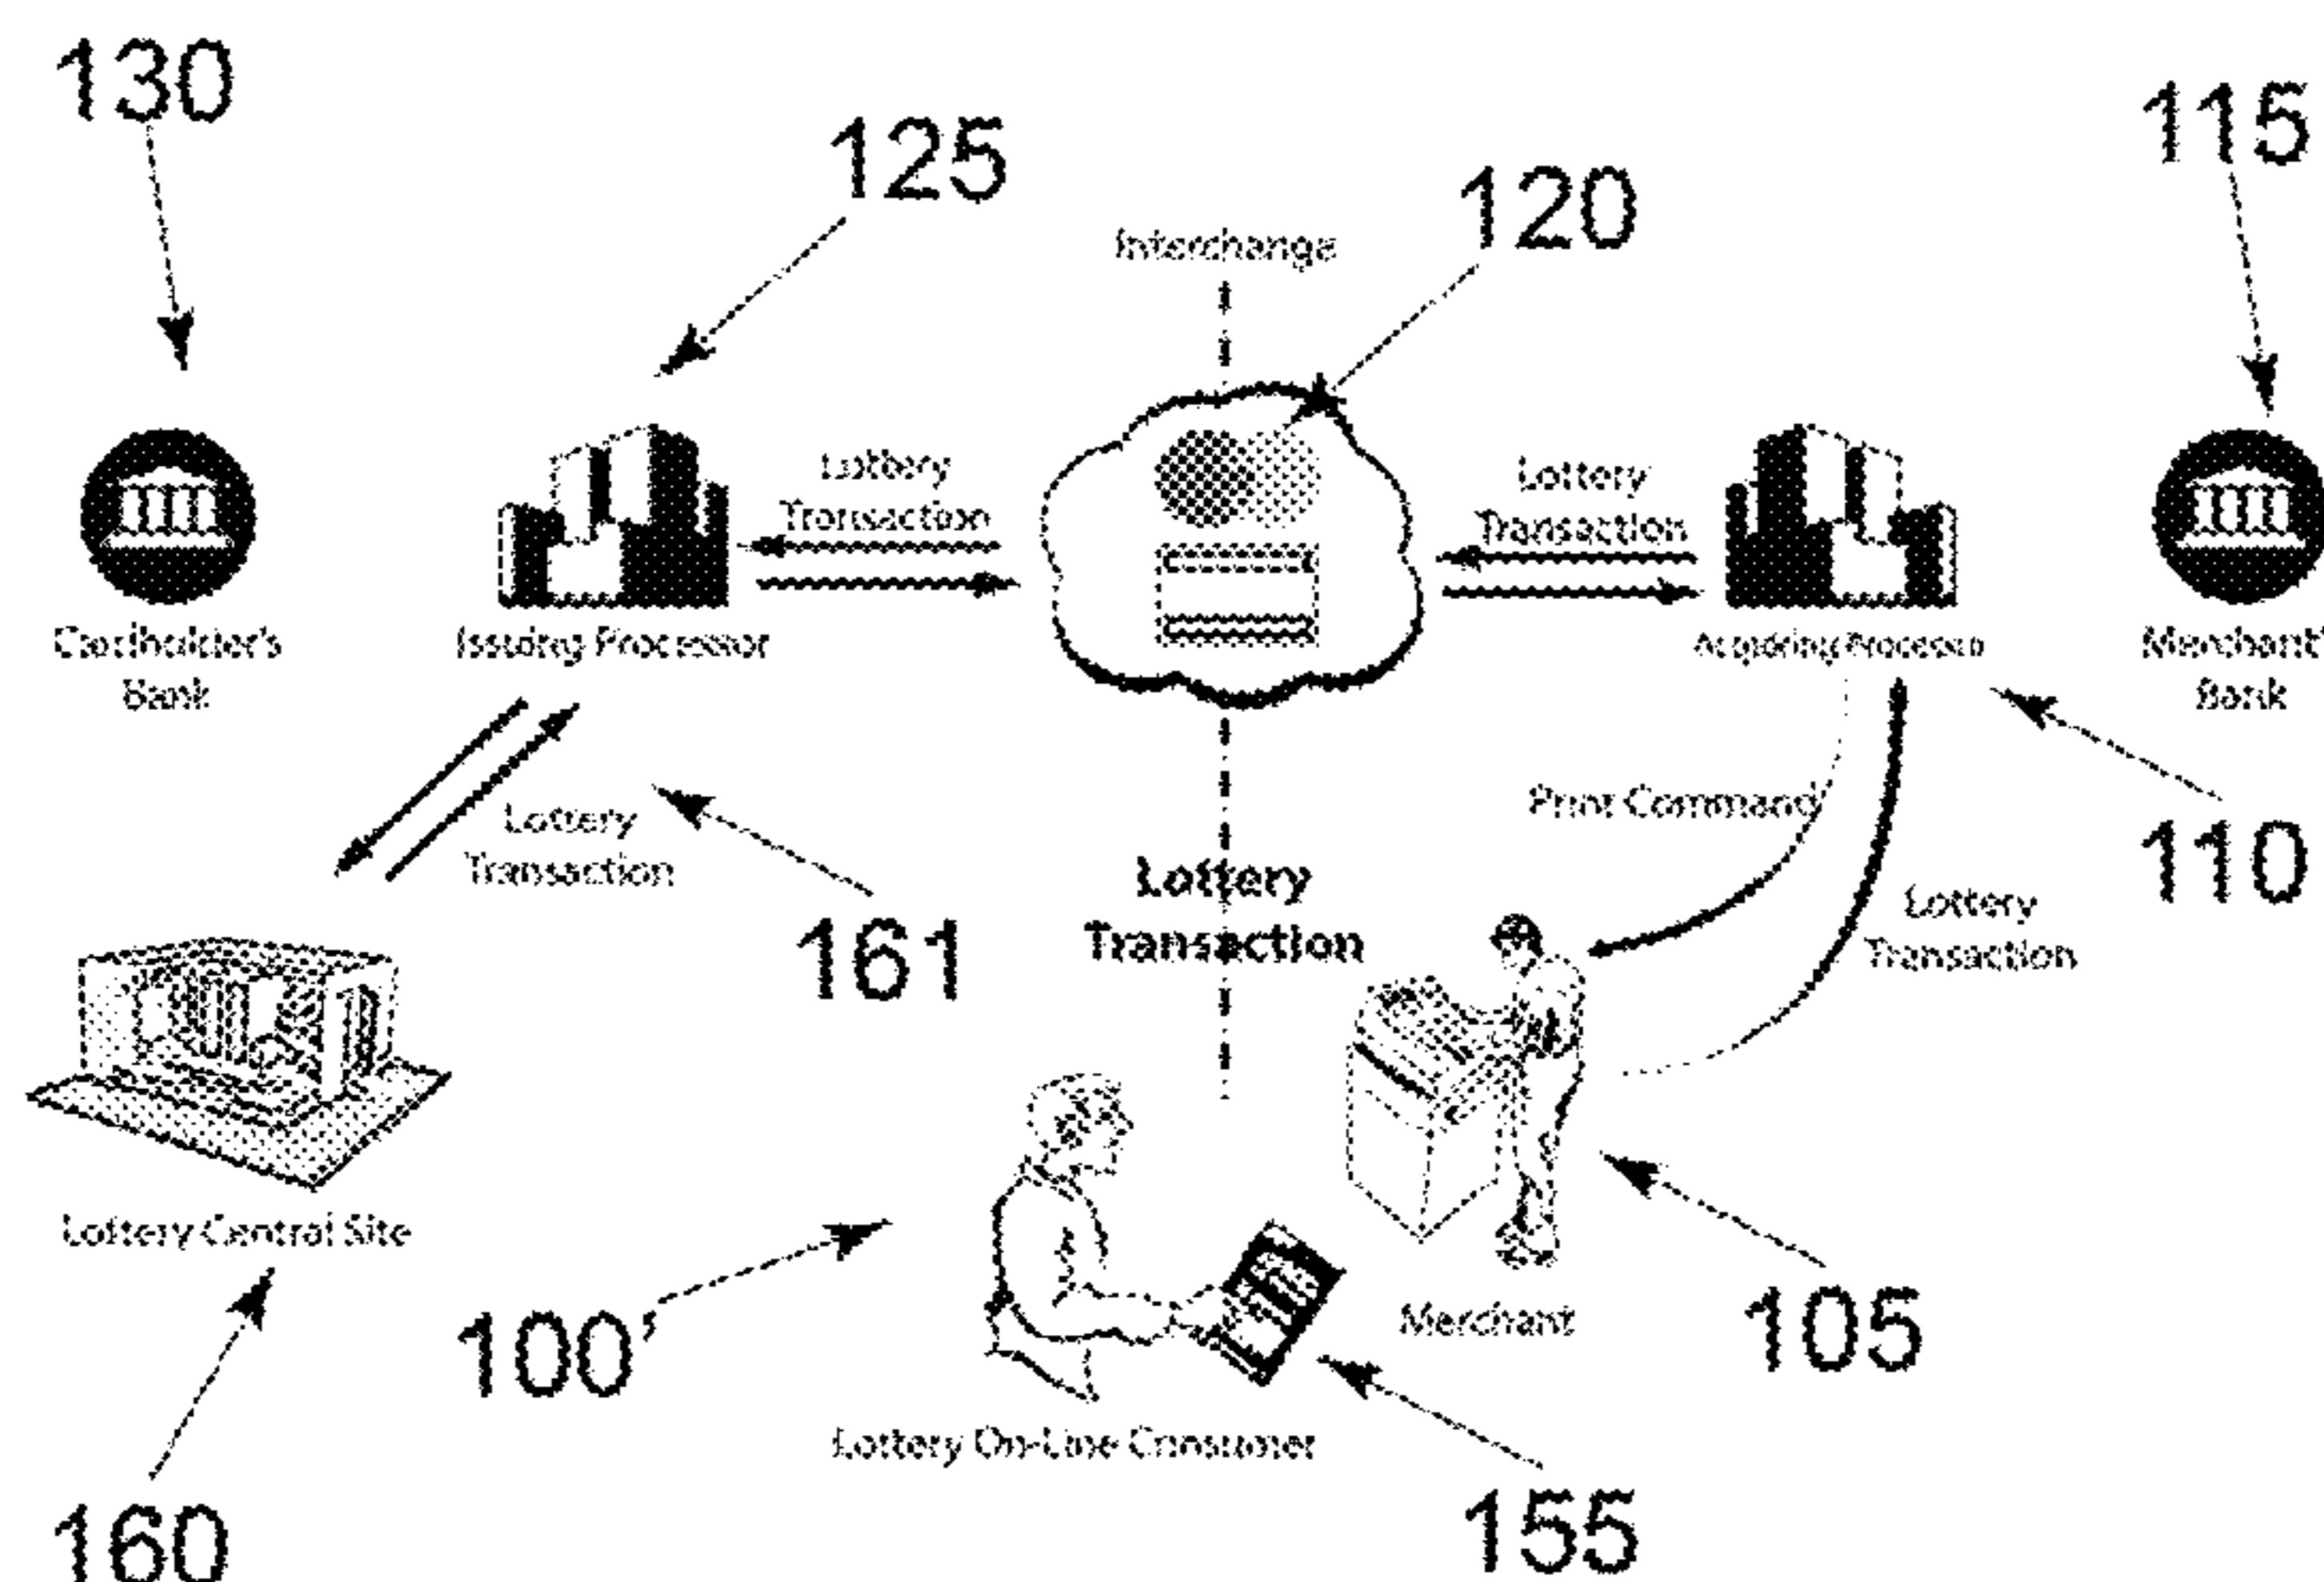 130
125
115
120
Interchange
Lottery
Transaction
Lottery
Transaction
Cardholder's
Bank
Issuing Processor
Acquiring Processor
Merchant'
Bank
Print Command
Lottery
Transaction
110
161
Lottery
Transaction
Lottery
Transaction
Lottery Central Site
100'
Merchant
105
Lottery On-Line Consumer
160
155